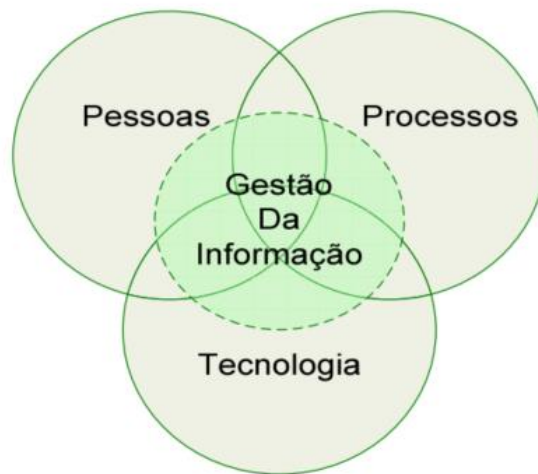 Pessoas
Processos
Gestão
Da
Informação
Tecnologia